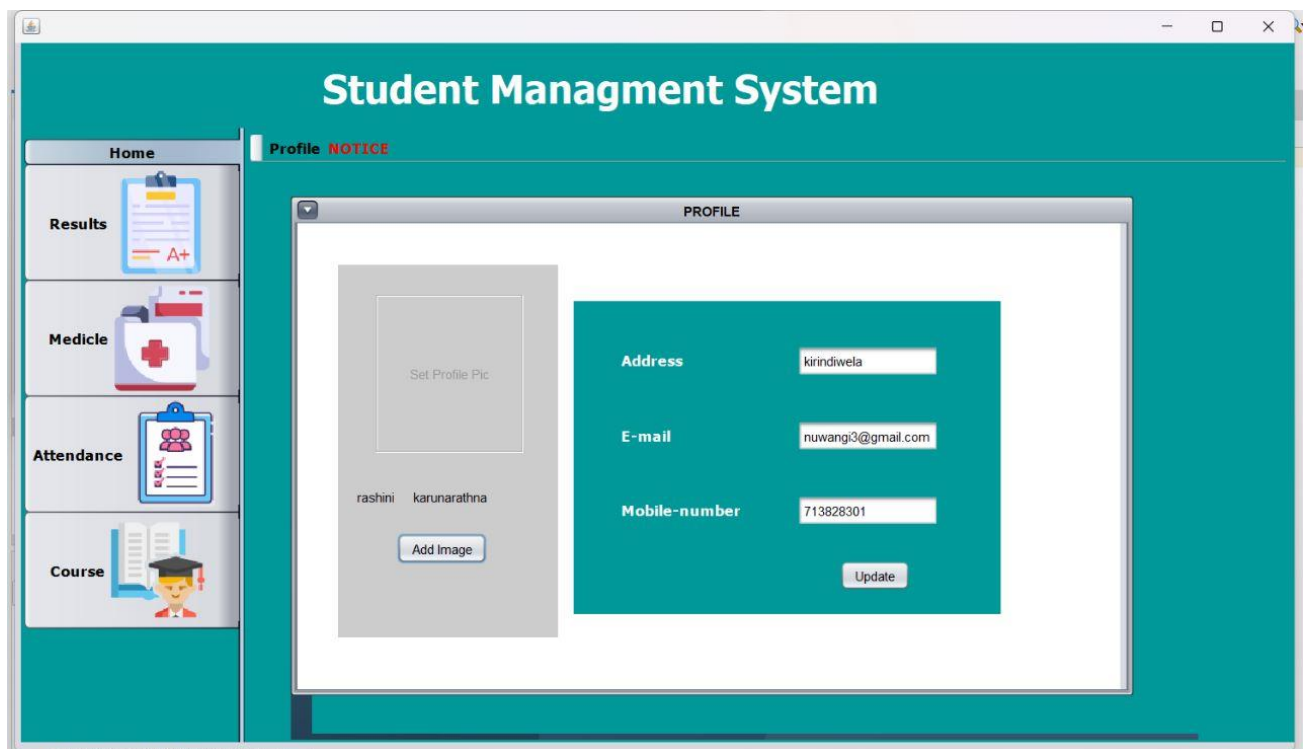 Student Managment System
Home
Profile NOTICE
Results
A+
Medicle
Attendance
Course
PROFILE
Set Profile Pic
rashini karunarathna
Add Image
Address kirindiwela
E-mail nuwangi3@gmail.com
Mobile-number 713828301
Update